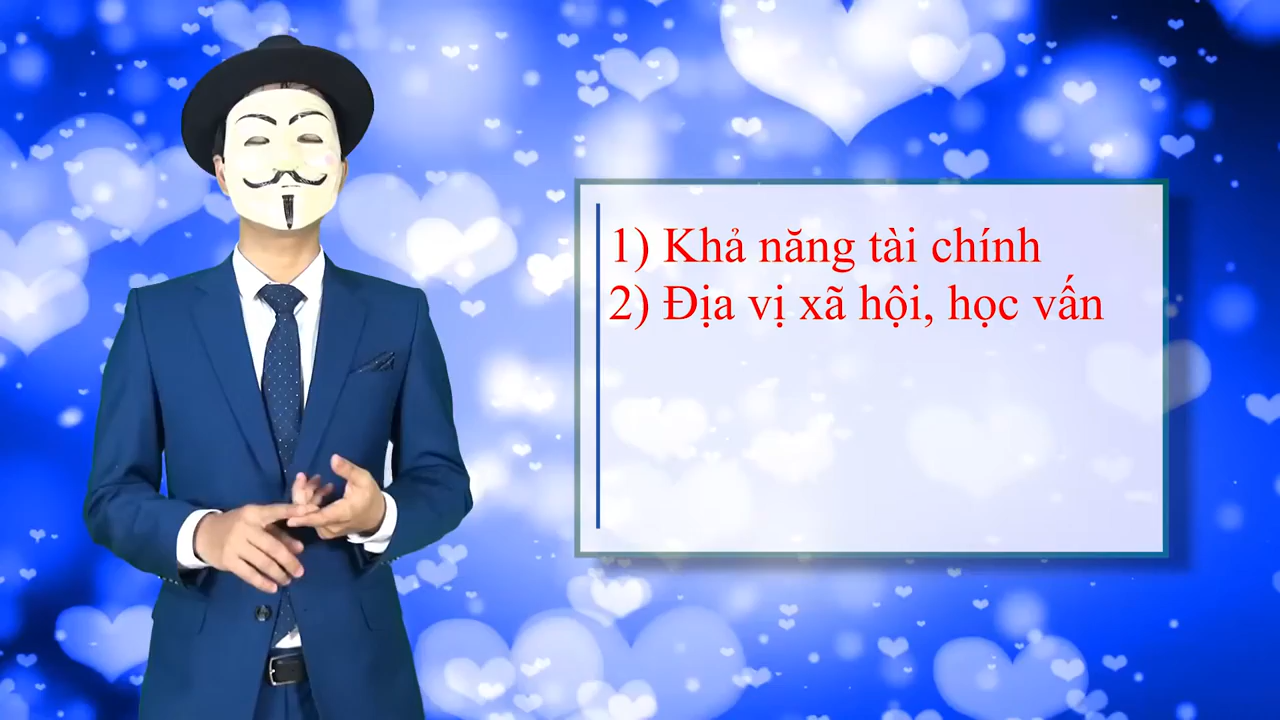 1) Khả năng tài chính
2) Địa vị xã hội, học vấn